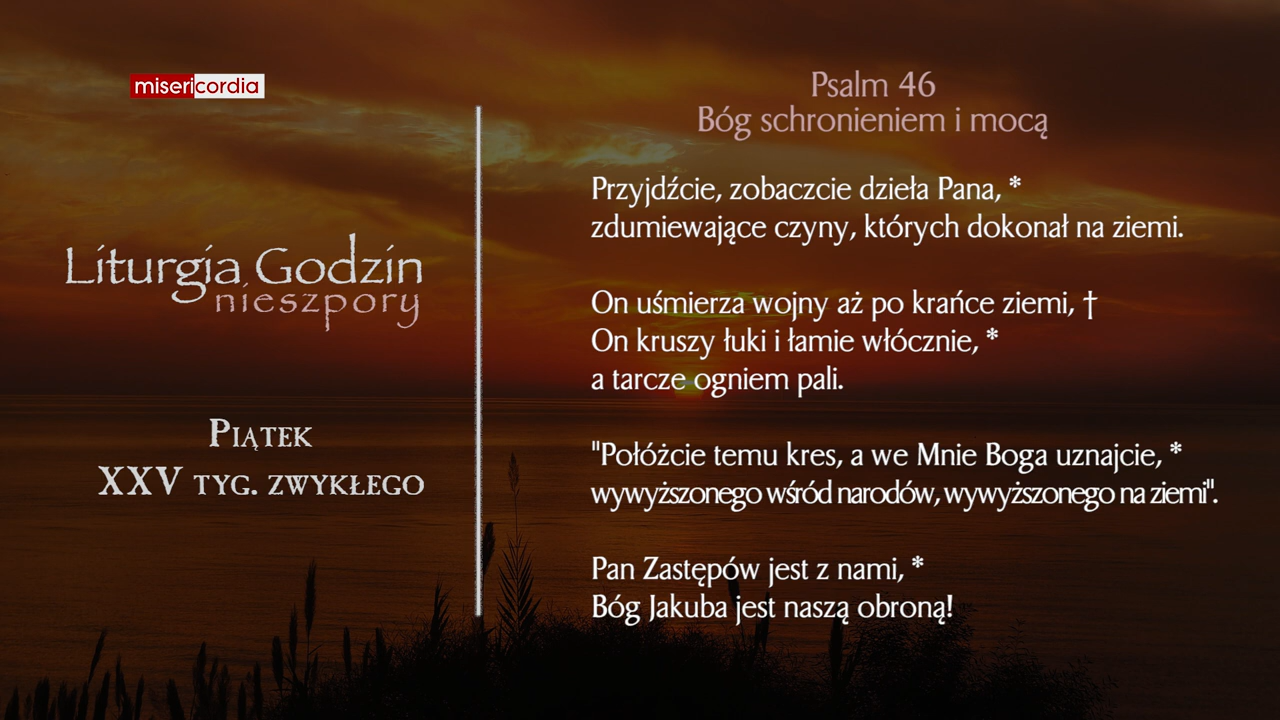 misericordia
Liturgia Godzin
nieszpory
Piątek
XXV tyg. zwykłego
Psalm 46
Bóg schronieniem i mocą
Przyjdźcie, zobaczcie dzieła Pana, *
zdumiewające czyny, których dokonał na ziemi.
On uśmierza wojny aż po krańce ziemi, †
On kruszy łuki i łamie włócznie, *
a tarcze ogniem pali.
"Połóżcie temu kres, a we Mnie Boga uznajcie, *
wywyższonego wśród narodów, wywyższonego na ziemi".
Pan Zastępów jest z nami, *
Bóg Jakuba jest naszą obroną!